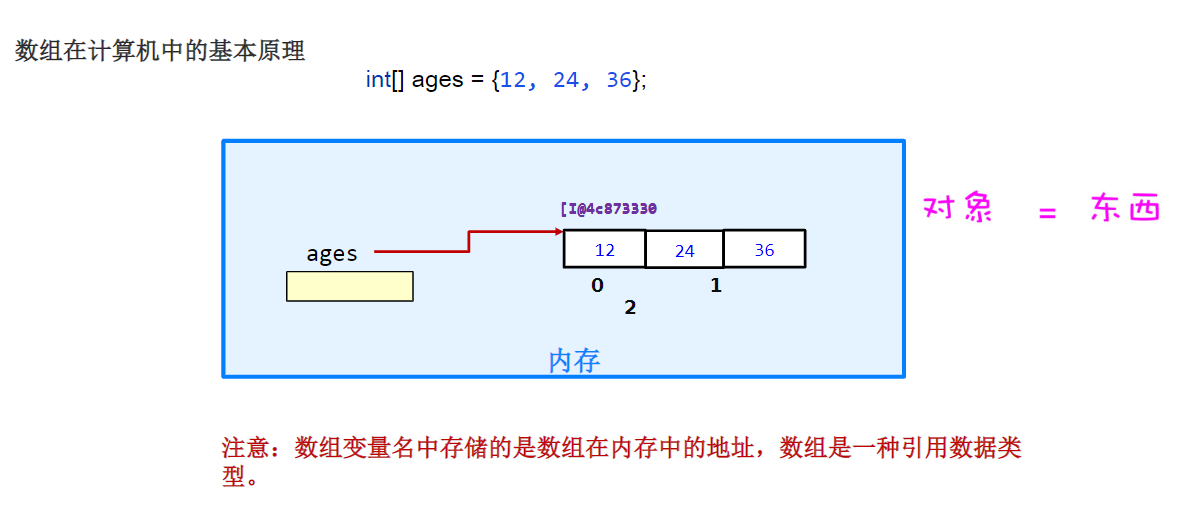 数组在计算机中的基本原理
int[] ages = {12, 24, 36};
[I@4c873330
对象 = 东西
ages
12 24 36
0 1
2
内存
注意：数组变量名中存储的是数组在内存中的地址，数组是一种引用数据类
型。